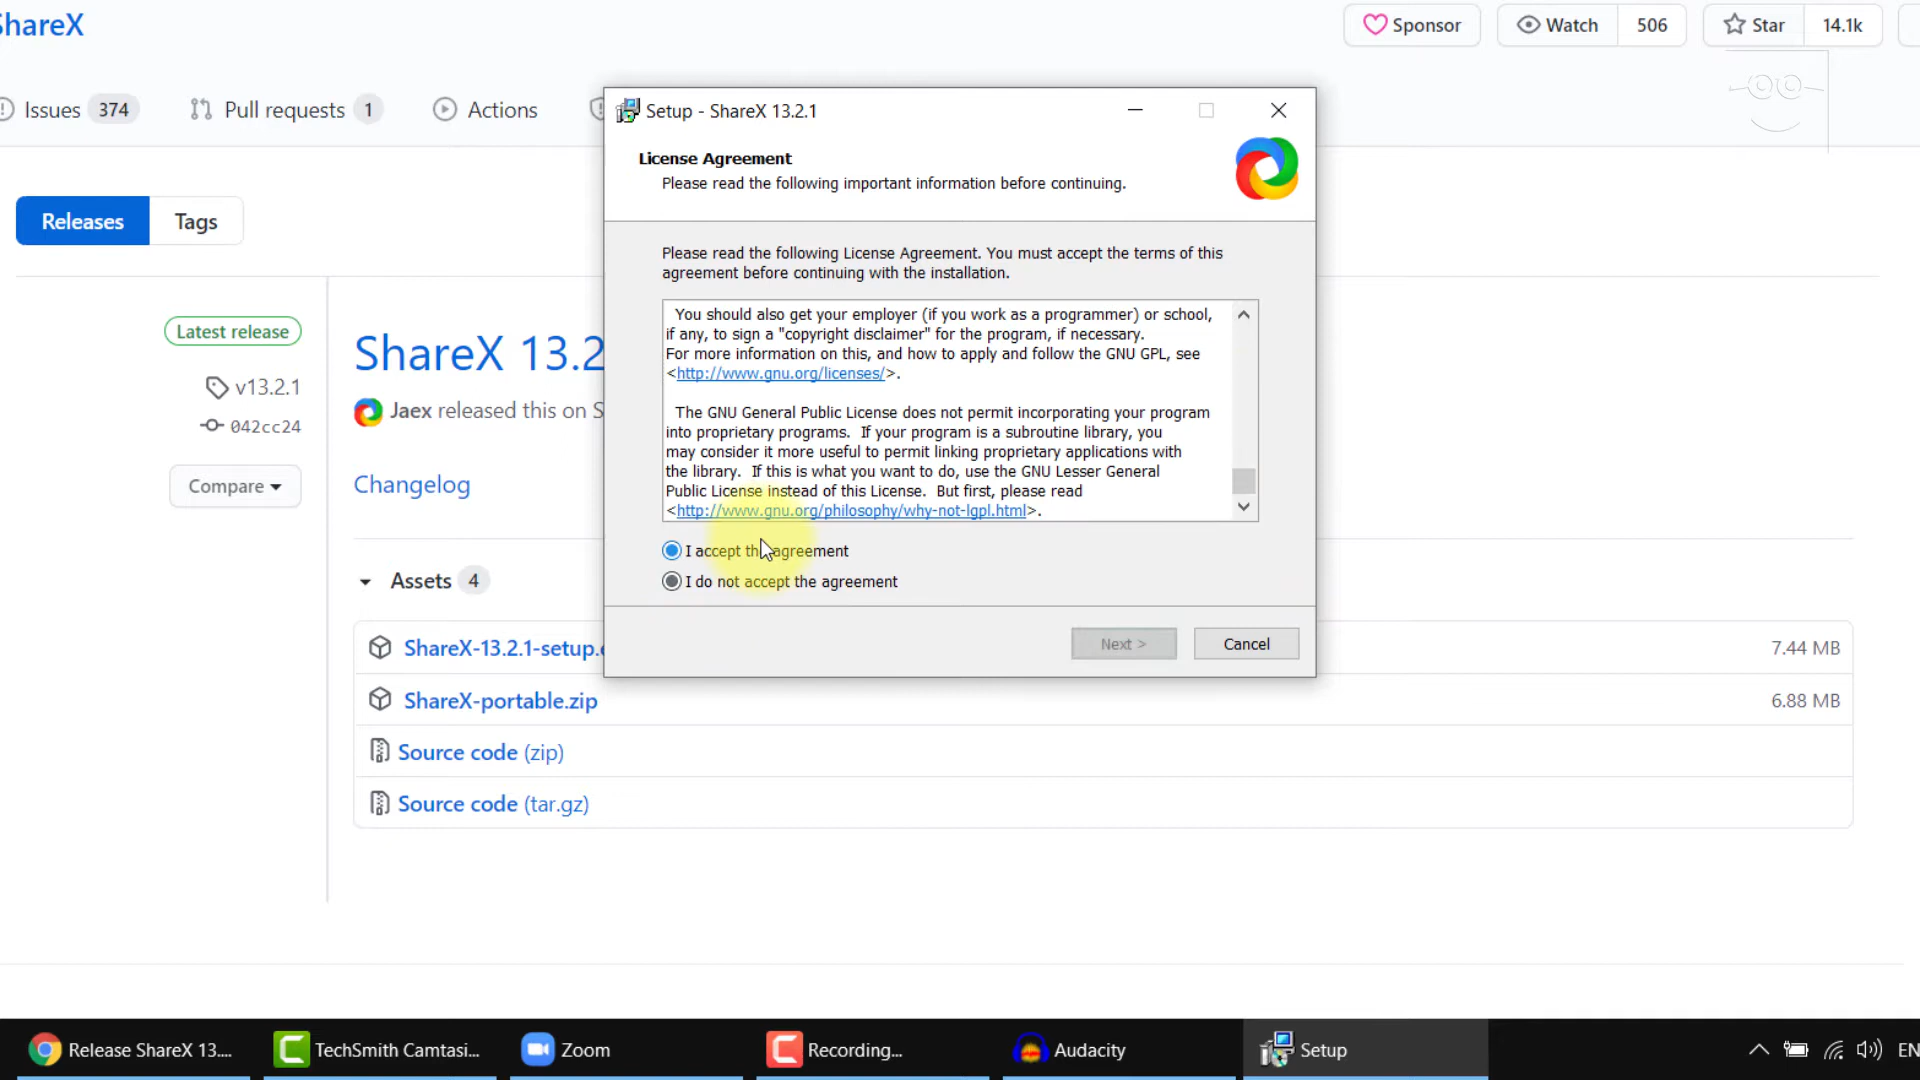 ShareX
Sponsor
Watch 506
Star 14.1k
Issues 374
Pull requests 1
Actions
Releases
Tags
Latest release
v13.2.1
042cc24
Compare
ShareX 13.2
Jaex released this on S
Changelog
Assets 4
ShareX-13.2.1-setup.e
7.44 MB
ShareX-portable.zip
6.88 MB
Source code (zip)
Source code (tar.gz)
Setup - ShareX 13.2.1
License Agreement
Please read the following important information before continuing.
Please read the following License Agreement. You must accept the terms of this
agreement before continuing with the installation.
You should also get your employer (if you work as a programmer) or school,
if any, to sign a "copyright disclaimer" for the program, if necessary.
For more information on this, and how to apply and follow the GNU GPL, see
<http://www.gnu.org/licenses/>.
The GNU General Public License does not permit incorporating your program
into proprietary programs.  If your program is a subroutine library, you
may consider it more useful to permit linking proprietary applications with
the library.  If this is what you want to do, use the GNU Lesser General
Public License instead of this License.  But first, please read
<http://www.gnu.org/philosophy/why-not-lgpl.html>.
I accept the agreement
I do not accept the agreement
Next >
Cancel
Release ShareX 13....
TechSmith Camtasi...
Zoom
Recording...
Audacity
Setup
EN